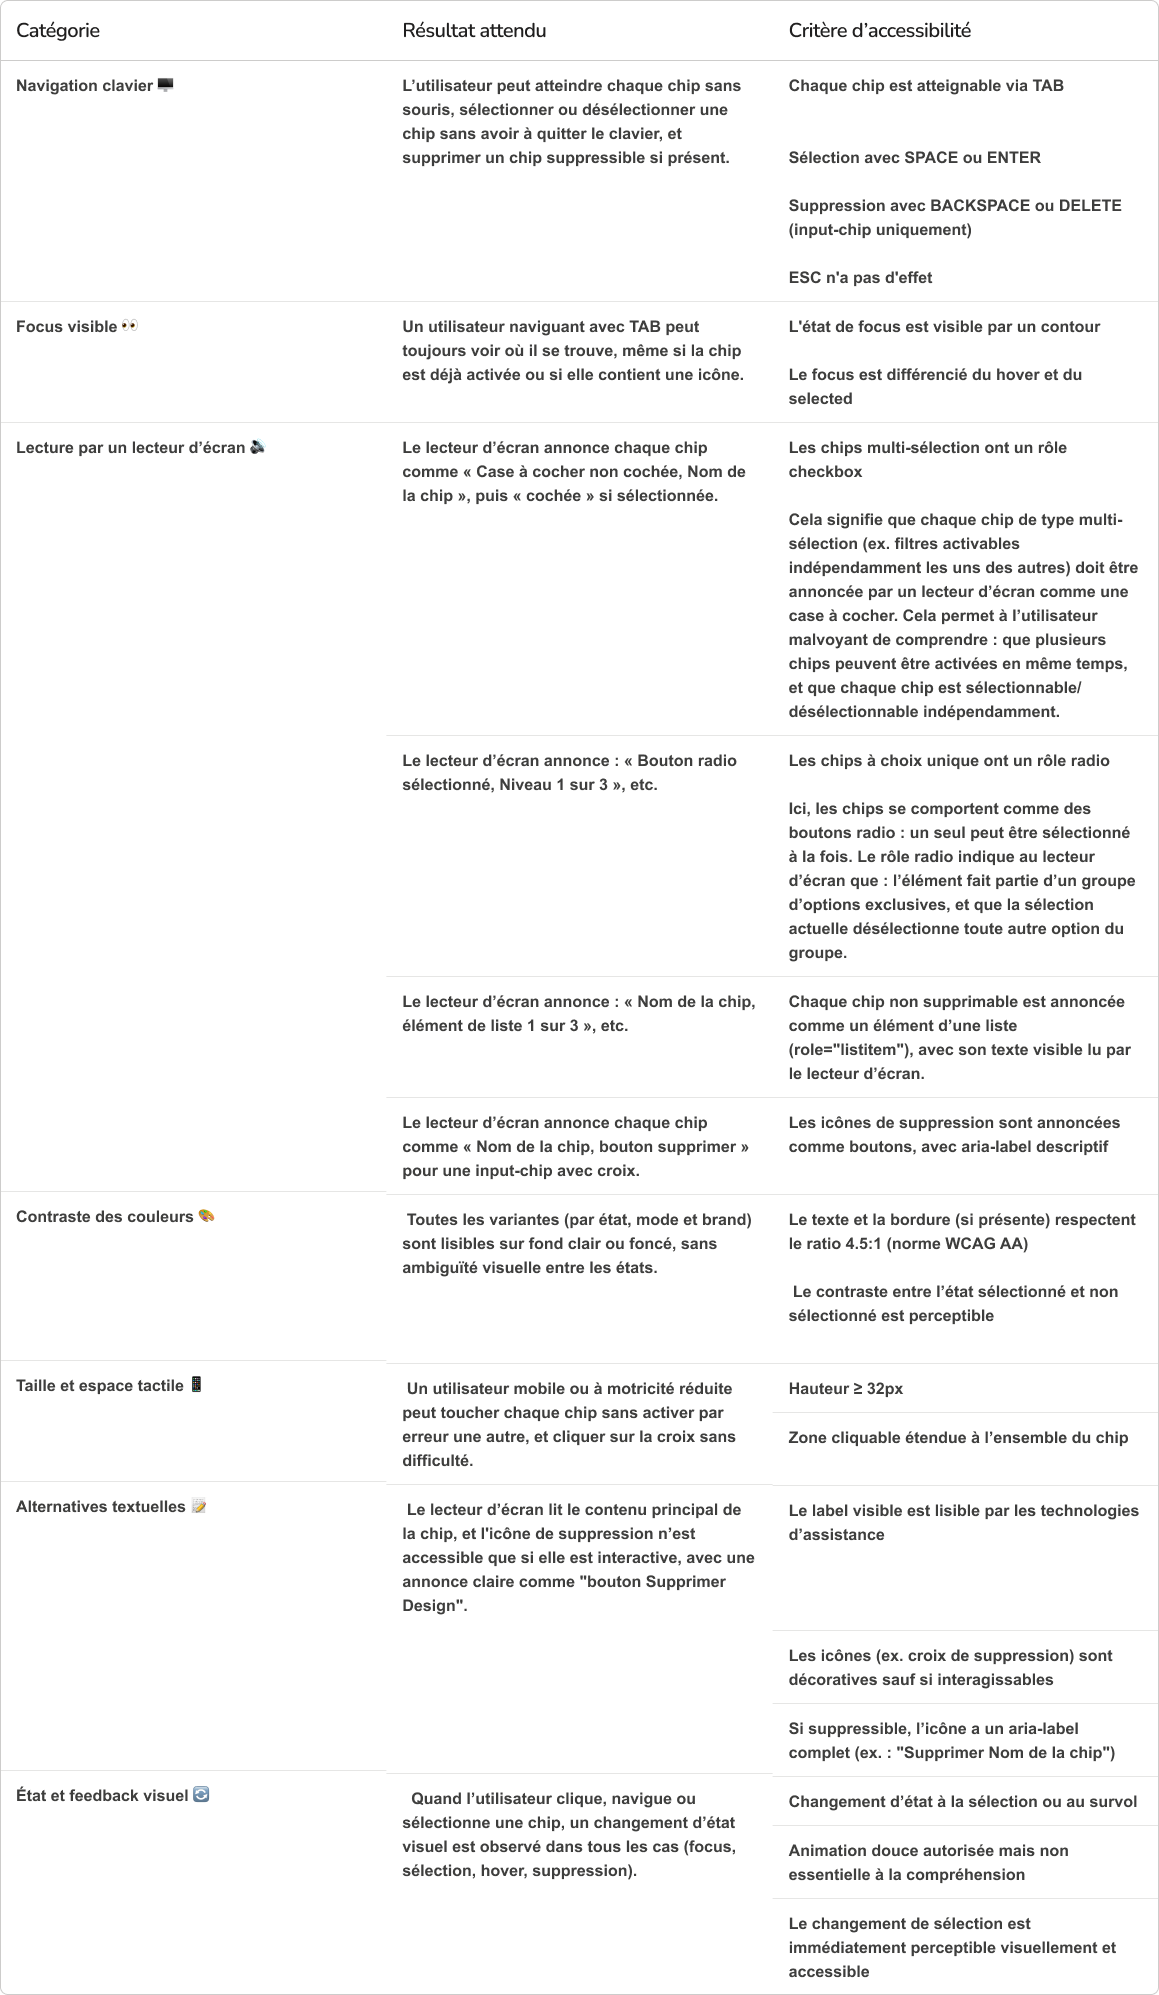 Catégorie
Résultat attendu
Critère d’accessibilité
Navigation clavier 🖥️
L’utilisateur peut atteindre chaque chip sans
souris, sélectionner ou désélectionner une
chip sans avoir à quitter le clavier, et
supprimer un chip suppressible si présent.
Chaque chip est atteignable via TAB
Sélection avec SPACE ou ENTER
Suppression avec BACKSPACE ou DELETE
(input-chip uniquement)
ESC n'a pas d'effet
Focus visible 👀
Un utilisateur naviguant avec TAB peut
toujours voir où il se trouve, même si la chip
est déjà activée ou si elle contient une icône.
L'état de focus est visible par un contour
Le focus est différencié du hover et du
selected
Lecture par un lecteur d’écran 🔊
Le lecteur d’écran annonce chaque chip
comme « Case à cocher non cochée, Nom de
la chip », puis « cochée » si sélectionnée.
Les chips multi-sélection ont un rôle
checkbox
Cela signifie que chaque chip de type multi-
sélection (ex. filtres activables
indépendamment les uns des autres) doit être
annoncée par un lecteur d’écran comme une
case à cocher. Cela permet à l’utilisateur
malvoyant de comprendre : que plusieurs
chips peuvent être activées en même temps,
et que chaque chip est sélectionnable/
désélectionnable indépendamment.
Le lecteur d’écran annonce : « Bouton radio
sélectionné, Niveau 1 sur 3 », etc.
Les chips à choix unique ont un rôle radio
Ici, les chips se comportent comme des
boutons radio : un seul peut être sélectionné
à la fois. Le rôle radio indique au lecteur
d’écran que : l’élément fait partie d’un groupe
d’options exclusives, et que la sélection
actuelle désélectionne toute autre option du
groupe.
Le lecteur d’écran annonce : « Nom de la chip,
élément de liste 1 sur 3 », etc.
Chaque chip non supprimable est annoncée
comme un élément d’une liste
(role="listitem"), avec son texte visible lu par
le lecteur d’écran.
Le lecteur d’écran annonce chaque chip
comme « Nom de la chip, bouton supprimer »
pour une input-chip avec croix.
Les icônes de suppression sont annoncées
comme boutons, avec aria-label descriptif
Contraste des couleurs 🎨
Toutes les variantes (par état, mode et brand)
sont lisibles sur fond clair ou foncé, sans
ambiguïté visuelle entre les états.
Le texte et la bordure (si présente) respectent
le ratio 4.5:1 (norme WCAG AA)
Le contraste entre l’état sélectionné et non
sélectionné est perceptible
Taille et espace tactile 📱
Un utilisateur mobile ou à motricité réduite
peut toucher chaque chip sans activer par
erreur une autre, et cliquer sur la croix sans
difficulté.
Hauteur ≥ 32px
Zone cliquable étendue à l’ensemble du chip
Alternatives textuelles 📝
Le lecteur d’écran lit le contenu principal de
la chip, et l'icône de suppression n’est
accessible que si elle est interactive, avec une
annonce claire comme "bouton Supprimer
Design".
Le label visible est lisible par les technologies
d’assistance
Les icônes (ex. croix de suppression) sont
décoratives sauf si interagissables
Si suppressible, l’icône a un aria-label
complet (ex. : "Supprimer Nom de la chip")
État et feedback visuel 🔄
Quand l’utilisateur clique, navigue ou
sélectionne une chip, un changement d’état
visuel est observé dans tous les cas (focus,
sélection, hover, suppression).
Changement d’état à la sélection ou au survol
Animation douce autorisée mais non
essentielle à la compréhension
Le changement de sélection est
immédiatement perceptible visuellement et
accessible